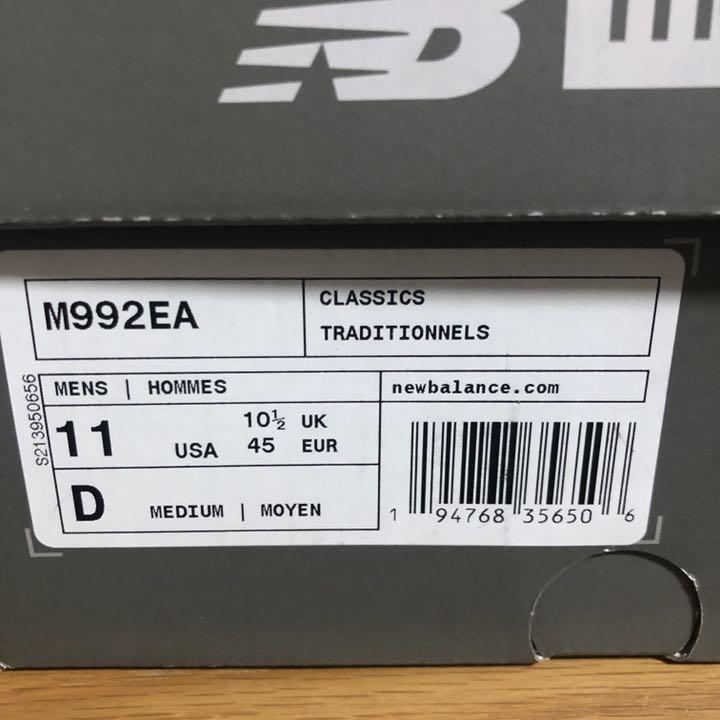 NB
M992EA
CLASSICS
TRADITIONNELS
MENS | HOMMES
newbalance.com
11 USA
10½ UK
45 EUR
D MEDIUM | MOYEN
S213950656
1 94768 35650 6